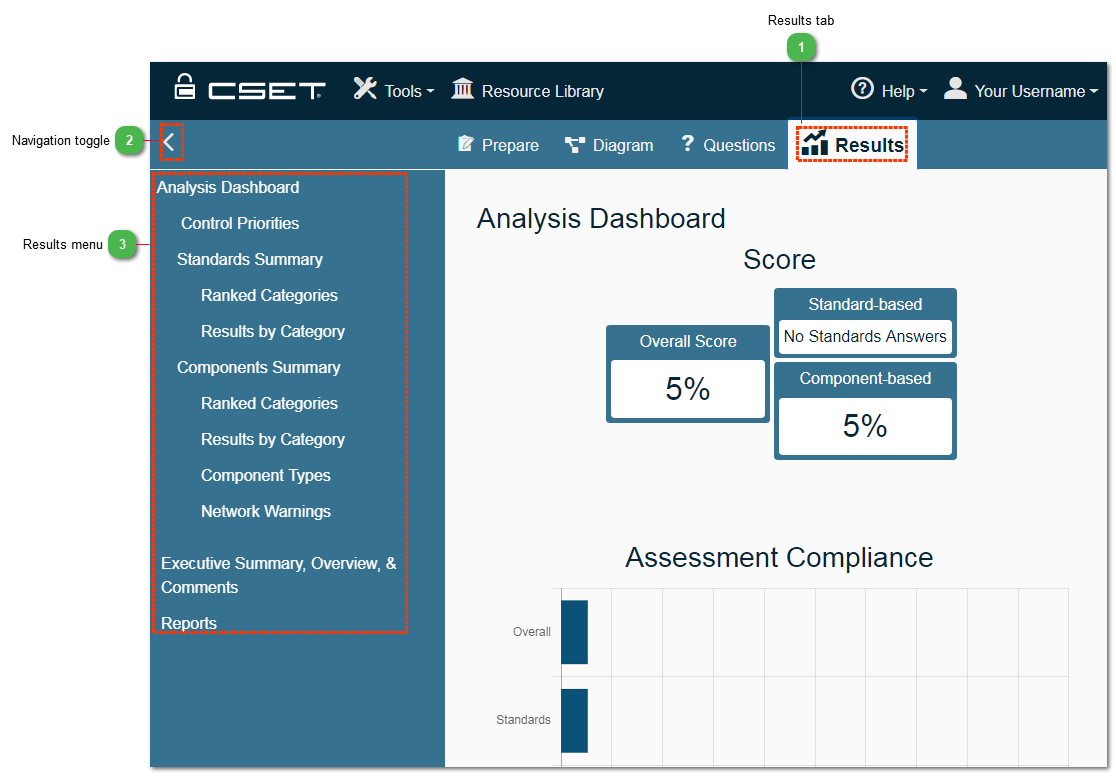 Results tab
1
CSET
Tools
Resource Library
Help
Your Username
Navigation toggle
2
Prepare
Diagram
Questions
Results
Results menu
3
Analysis Dashboard
Control Priorities
Standards Summary
Ranked Categories
Results by Category
Components Summary
Ranked Categories
Results by Category
Component Types
Network Warnings
Executive Summary, Overview, &
Comments
Reports
Analysis Dashboard
Score
Overall Score
5%
Standard-based
No Standards Answers
Component-based
5%
Assessment Compliance
Overall
Standards